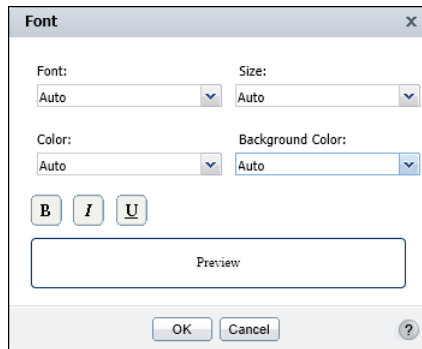 Font x
Font: Size:
Auto Auto
Color: Background Color:
Auto Auto
B I U
Preview
OK Cancel ?